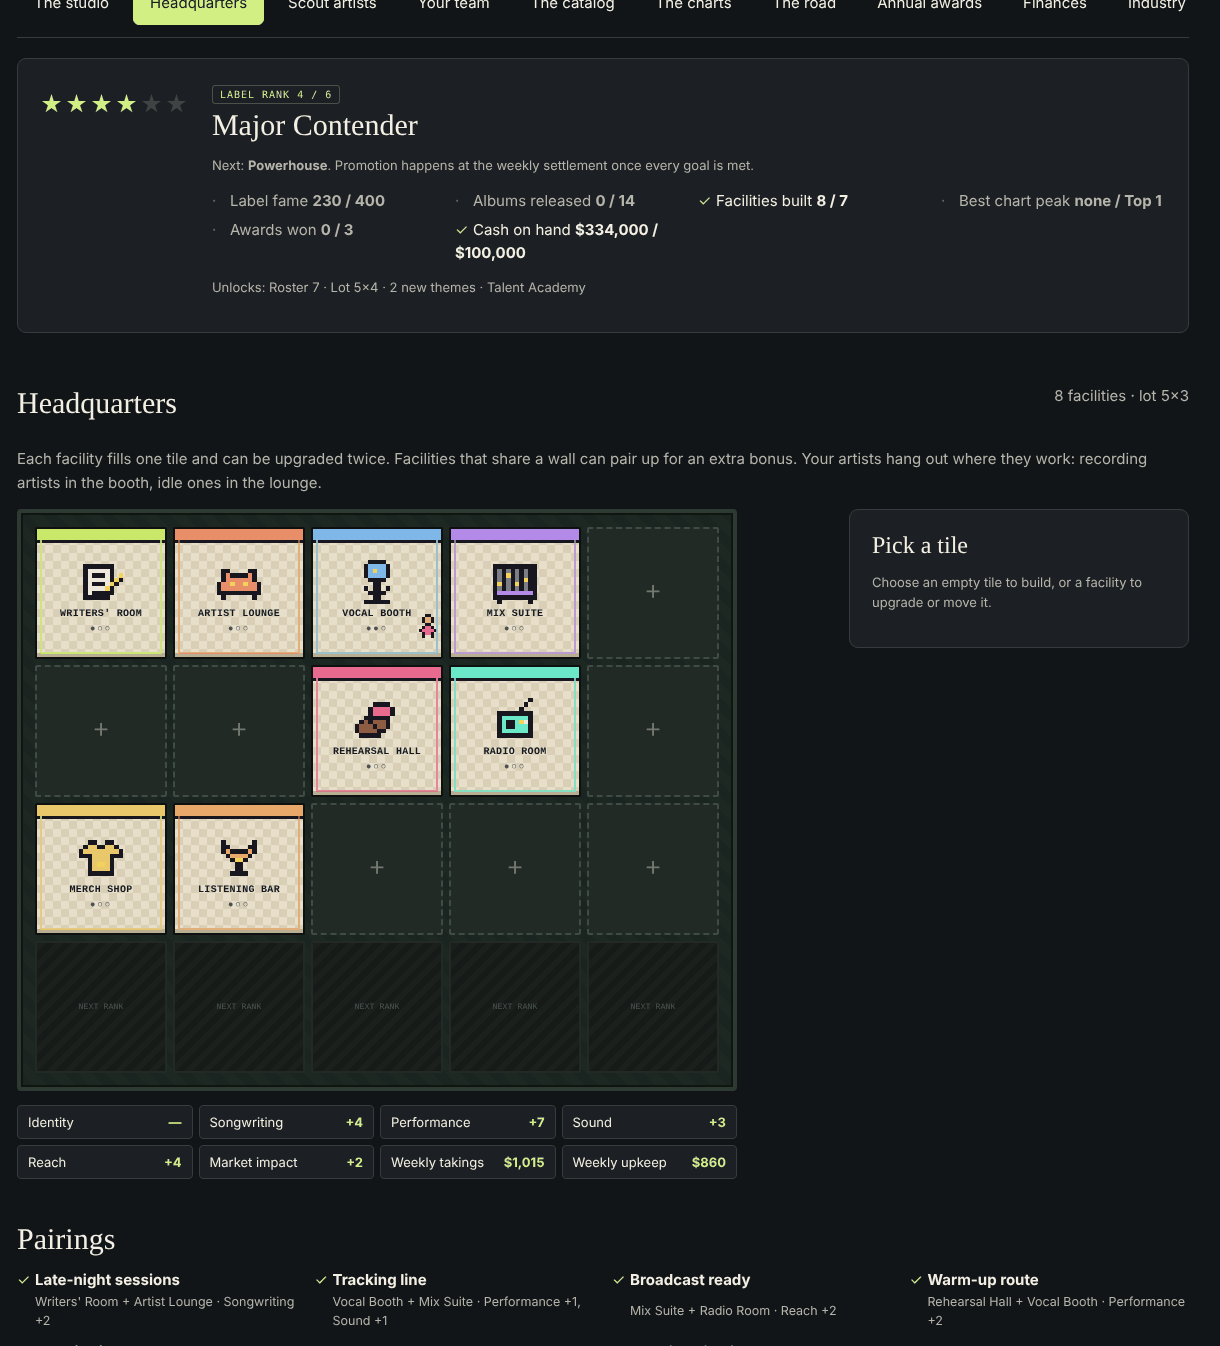 The studio
Headquarters
Scout artists
Your team
The catalog
The charts
The road
Annual awards
Finances
Industry
LABEL RANK 4 / 6
Major Contender
Next: Powerhouse. Promotion happens at the weekly settlement once every goal is met.
· Label fame 230 / 400
· Albums released 0 / 14
✓ Facilities built 8 / 7
· Best chart peak none / Top 1
· Awards won 0 / 3
✓ Cash on hand $334,000 /
$100,000
Unlocks: Roster 7 · Lot 5×4 · 2 new themes · Talent Academy
Headquarters
8 facilities · lot 5×3
Each facility fills one tile and can be upgraded twice. Facilities that share a wall can pair up for an extra bonus. Your artists hang out where they work: recording
artists in the booth, idle ones in the lounge.
WRITERS' ROOM
ARTIST LOUNGE
VOCAL BOOTH
MIX SUITE
+
Pick a tile
Choose an empty tile to build, or a facility to
upgrade or move it.
+
+
REHEARSAL HALL
RADIO ROOM
+
MERCH SHOP
LISTENING BAR
+
+
+
NEXT RANK
NEXT RANK
NEXT RANK
NEXT RANK
NEXT RANK
Identity —
Songwriting +4
Performance +7
Sound +3
Reach +4
Market impact +2
Weekly takings $1,015
Weekly upkeep $860
Pairings
✓ Late-night sessions
Writers' Room + Artist Lounge · Songwriting
+2
✓ Tracking line
Vocal Booth + Mix Suite · Performance +1,
Sound +1
✓ Broadcast ready
Mix Suite + Radio Room · Reach +2
✓ Warm-up route
Rehearsal Hall + Vocal Booth · Performance
+2